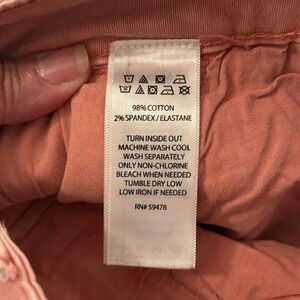 98% COTTON
2% SPANDEX / ELASTANE
TURN INSIDE OUT
MACHINE WASH COOL
WASH SEPARATELY
ONLY NON-CHLORINE
BLEACH WHEN NEEDED
TUMBLE DRY LOW
LOW IRON IF NEEDED
RN# 59478